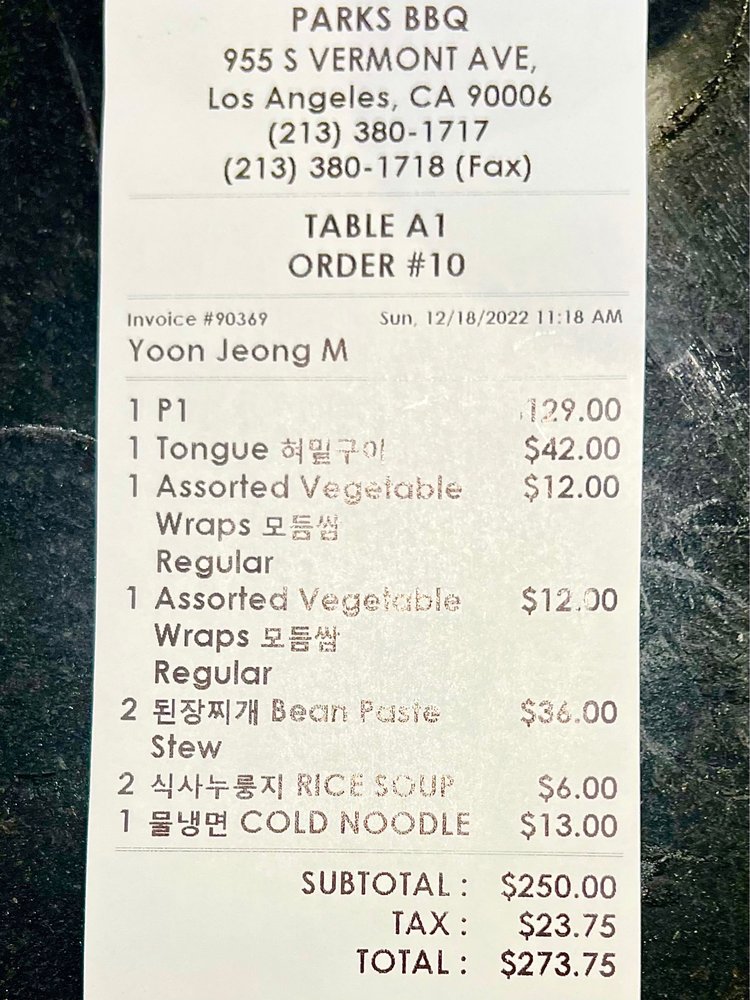 PARKS BBQ
955 S VERMONT AVE,
Los Angeles, CA 90006
(213) 380-1717
(213) 380-1718 (Fax)
TABLE A1
ORDER #10
Invoice #90369 Sun, 12/18/2022 11:18 AM
Yoon Jeong M
1 P1 $129.00
1 Tongue 혀밑구이 $42.00
1 Assorted Vegetable $12.00
Wraps 모듬쌈
Regular
1 Assorted Vegetable $12.00
Wraps 모듬쌈
Regular
2 된장찌개 Bean Paste $36.00
Stew
2 식사누룽지 RICE SOUP $6.00
1 물냉면 COLD NOODLE $13.00
SUBTOTAL : $250.00
TAX : $23.75
TOTAL : $273.75